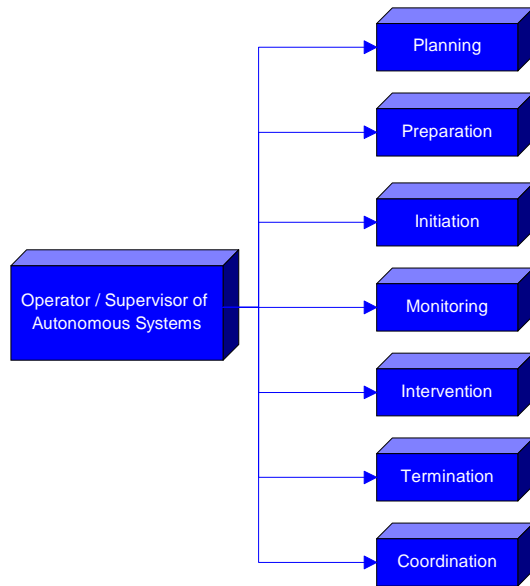 Planning
Preparation
Initiation
Operator / Supervisor of
Autonomous Systems
Monitoring
Intervention
Termination
Coordination